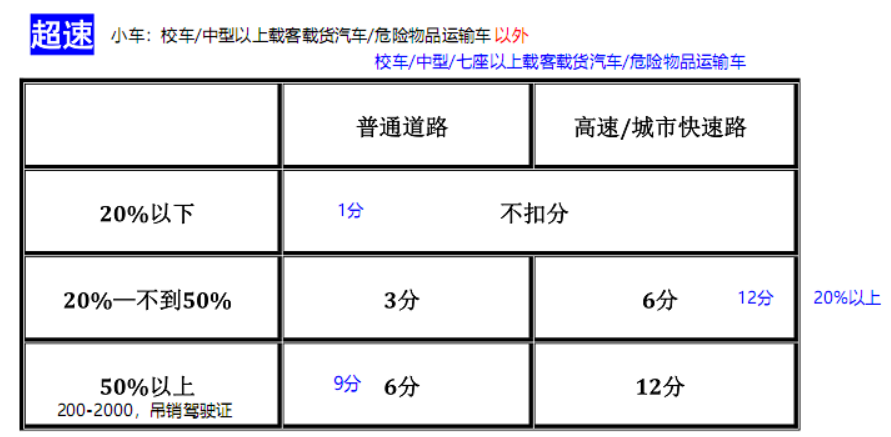 超速 小车：校车/中型以上载客载货汽车/危险物品运输车 以外
校车/中型/七座以上载客载货汽车/危险物品运输车
普通道路 高速/城市快速路
20%以下 1分 不扣分
20%—不到50% 3分 6分 12分 20%以上
50%以上 9分 6分 12分
200-2000，吊销驾驶证